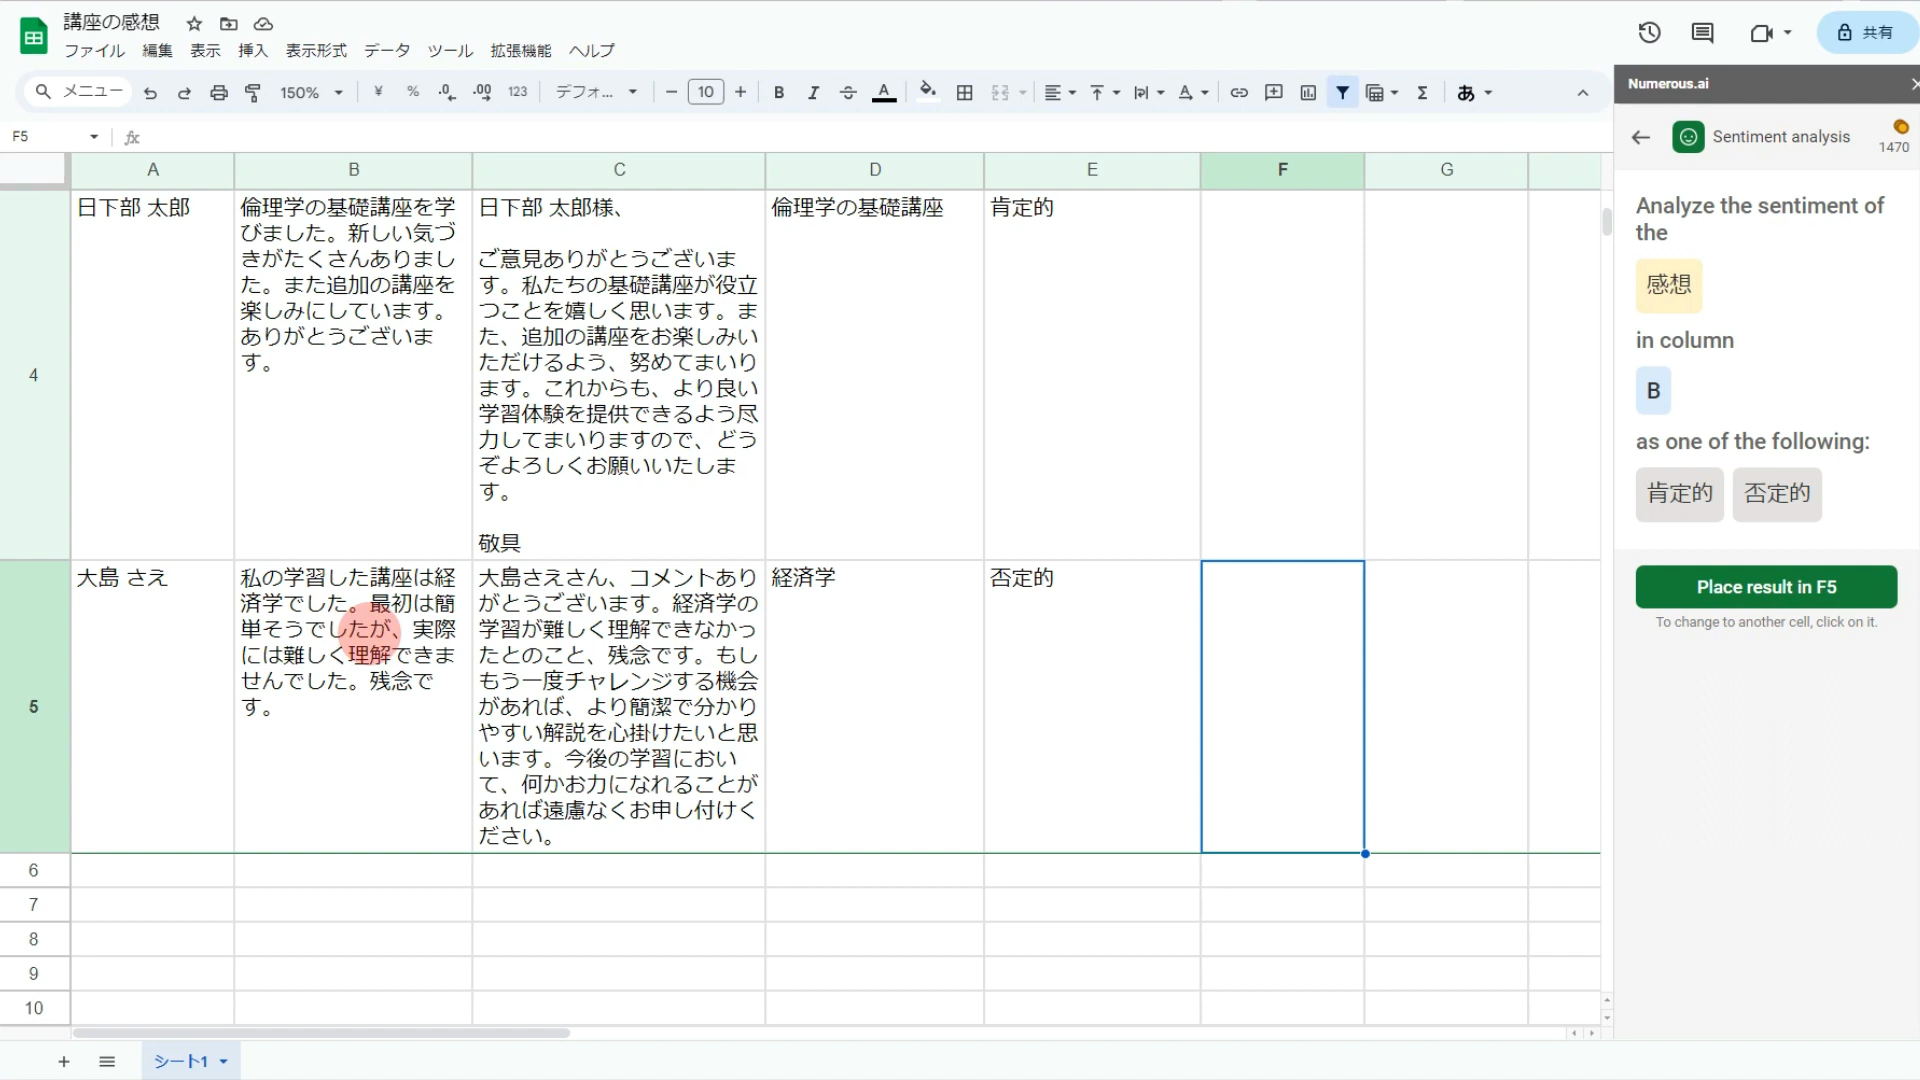 講座の感想
ファイル 編集 表示 挿入 表示形式 データ ツール 拡張機能 ヘルプ
共有
メニュー 150% ¥ % .0 .00 123 デフォ... 10 B I A あ
F5 fx
Numerous.ai
Sentiment analysis
1470
A B C D E F G
4
日下部 太郎
倫理学の基礎講座を学
びました。新しい気づ
きがたくさんありまし
た。また追加の講座を
楽しみにしています。
ありがとうございま
す。
日下部 太郎様、
ご意見ありがとうございま
す。私たちの基礎講座が役立
つことを嬉しく思います。ま
た、追加の講座をお楽しみい
ただけるよう、努めてまいり
ます。これからも、より良い
学習体験を提供できるよう尽
力してまいりますので、どう
ぞよろしくお願いいたしま
す。
敬具
倫理学の基礎講座
肯定的
5
大島 さえ
私の学習した講座は経
済学でした。最初は簡
単そうでしたが、実際
には難しく理解できま
せんでした。残念で
す。
大島さえさん、コメントあり
がとうございます。経済学の
学習が難しく理解できなかっ
たとのこと、残念です。もし
もう一度チャレンジする機会
があれば、より簡潔で分かり
やすい解説を心掛けたいと思
います。今後の学習におい
て、何かお力になれることが
あれば遠慮なくお申し付けく
ださい。
経済学
否定的
6
7
8
9
10
シート1
Analyze the sentiment of
the
感想
in column
B
as one of the following:
肯定的 否定的
Place result in F5
To change to another cell, click on it.